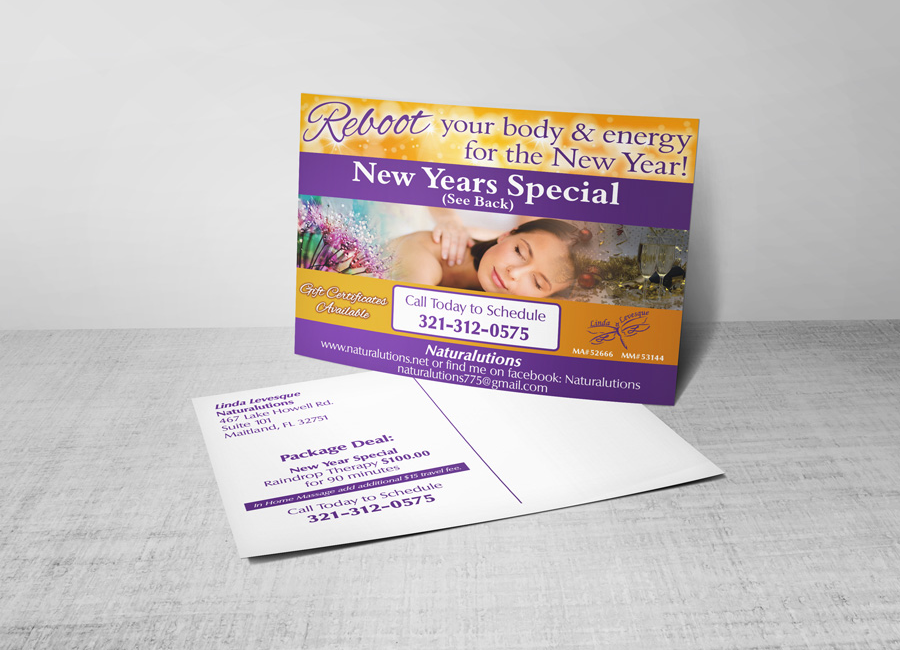 Reboot your body & energy
for the New Year!
New Years Special
(See Back)
Gift Certificates
Available
Call Today to Schedule
321-312-0575
Linda Levesque
MA#52666 MM#53144
Naturalutions
www.naturalutions.net or find me on facebook: Naturalutions
naturalutions775@gmail.com
Linda Levesque
Naturalutions
467 Lake Howell Rd.
Suite 101
Maitland, FL 32751
Package Deal:
New Year Special
Raindrop Therapy $100.00
for 90 minutes
In Home Massage add additional $15 travel fee.
Call Today to Schedule
321-312-0575